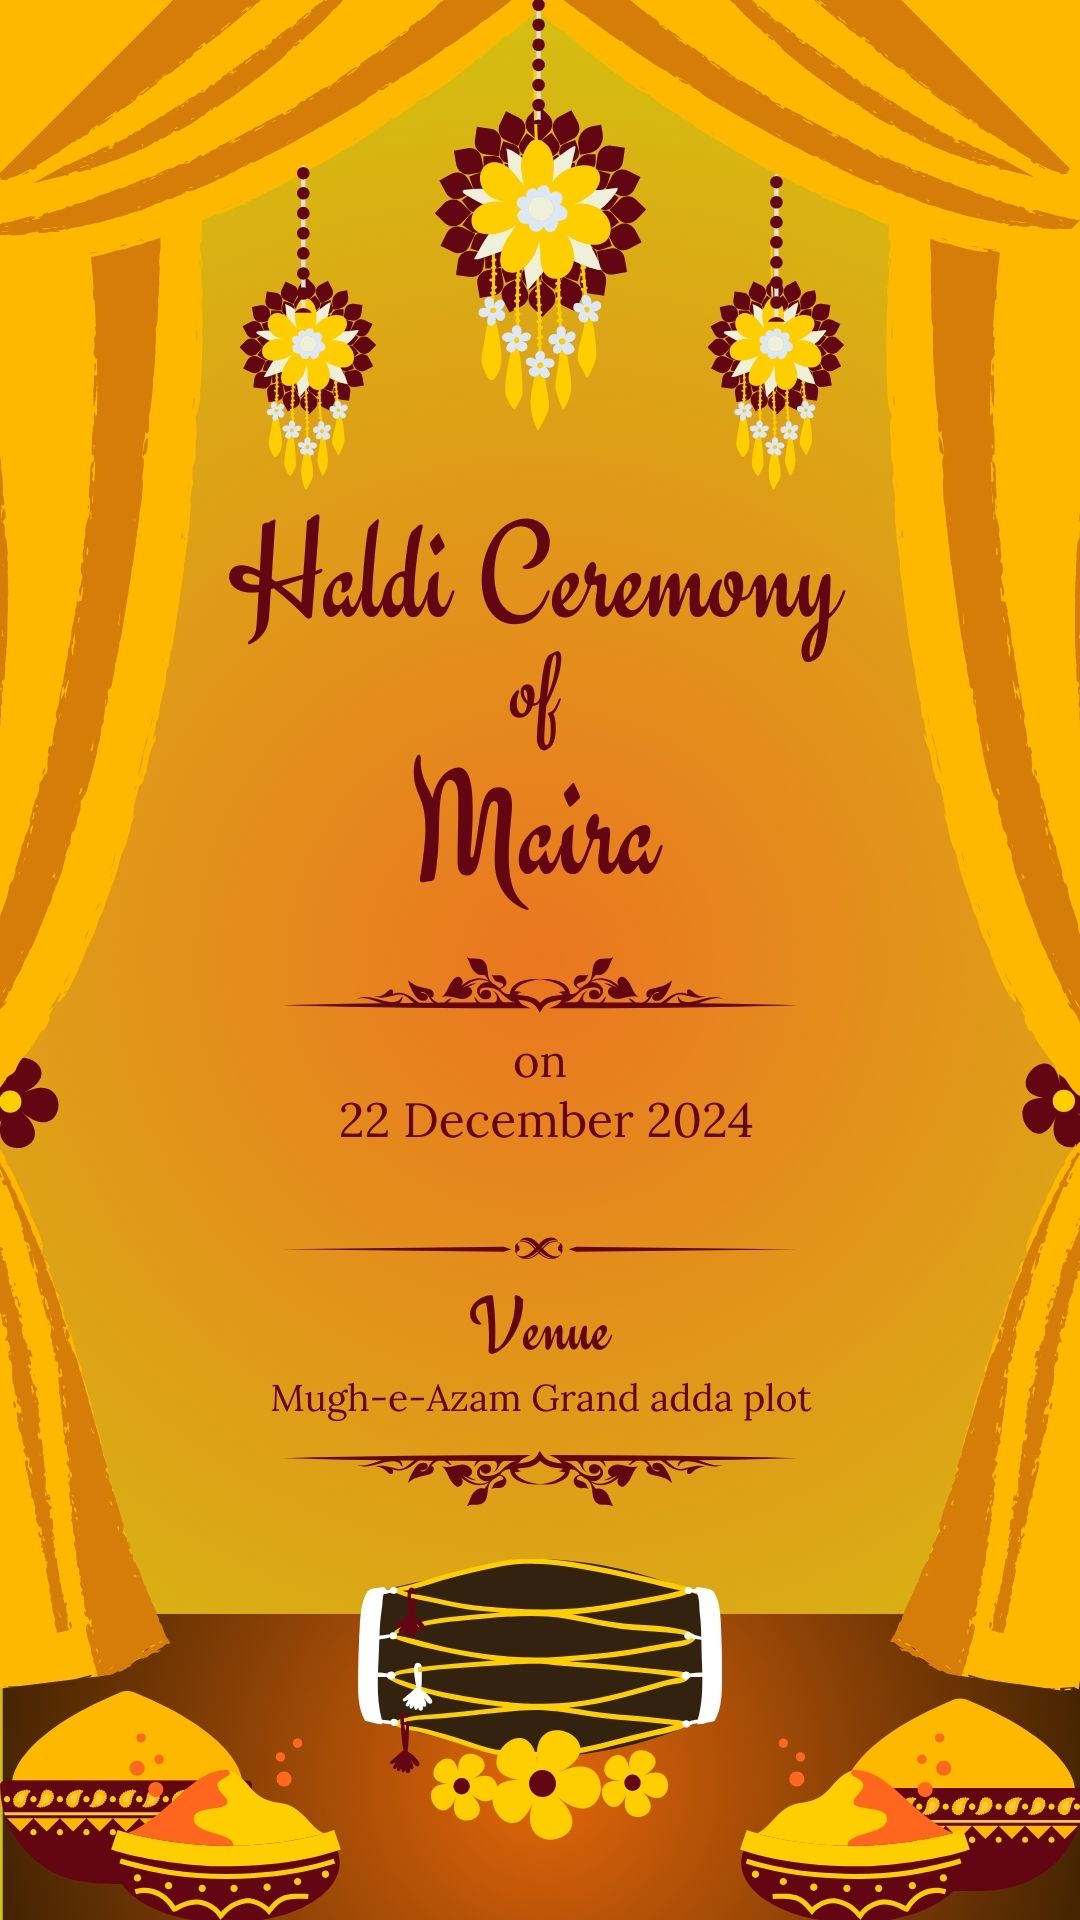 Haldi Ceremony
of
Maira
on
22 December 2024
Venue
Mugh-e-Azam Grand adda plot